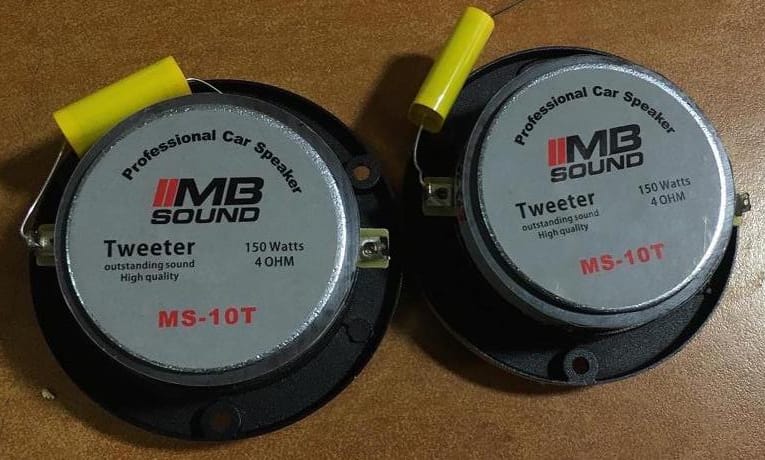 Professional Car Speaker
MB
SOUND
Tweeter
outstanding sound
High quality
150 Watts
4 OHM
MS-10T
Professional Car Speaker
MB
SOUND
Tweeter
outstanding sound
High quality
150 Watts
4 OHM
MS-10T